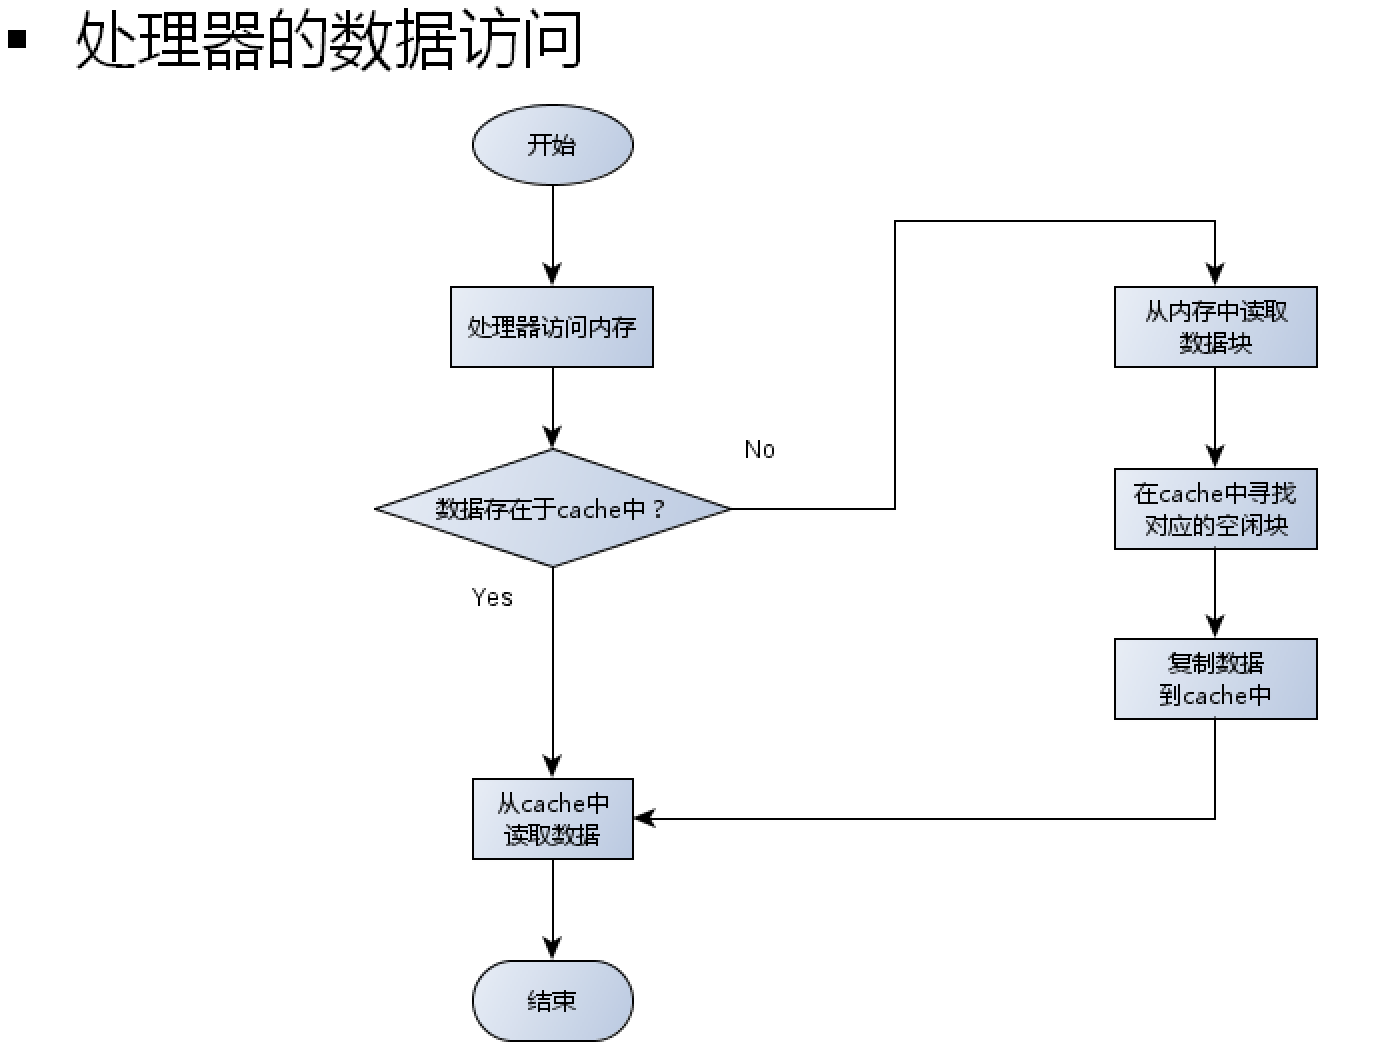 ▪ 处理器的数据访问
开始
处理器访问内存
数据存在于cache中？
No
Yes
从内存中读取
数据块
在cache中寻找
对应的空闲块
复制数据
到cache中
从cache中
读取数据
结束